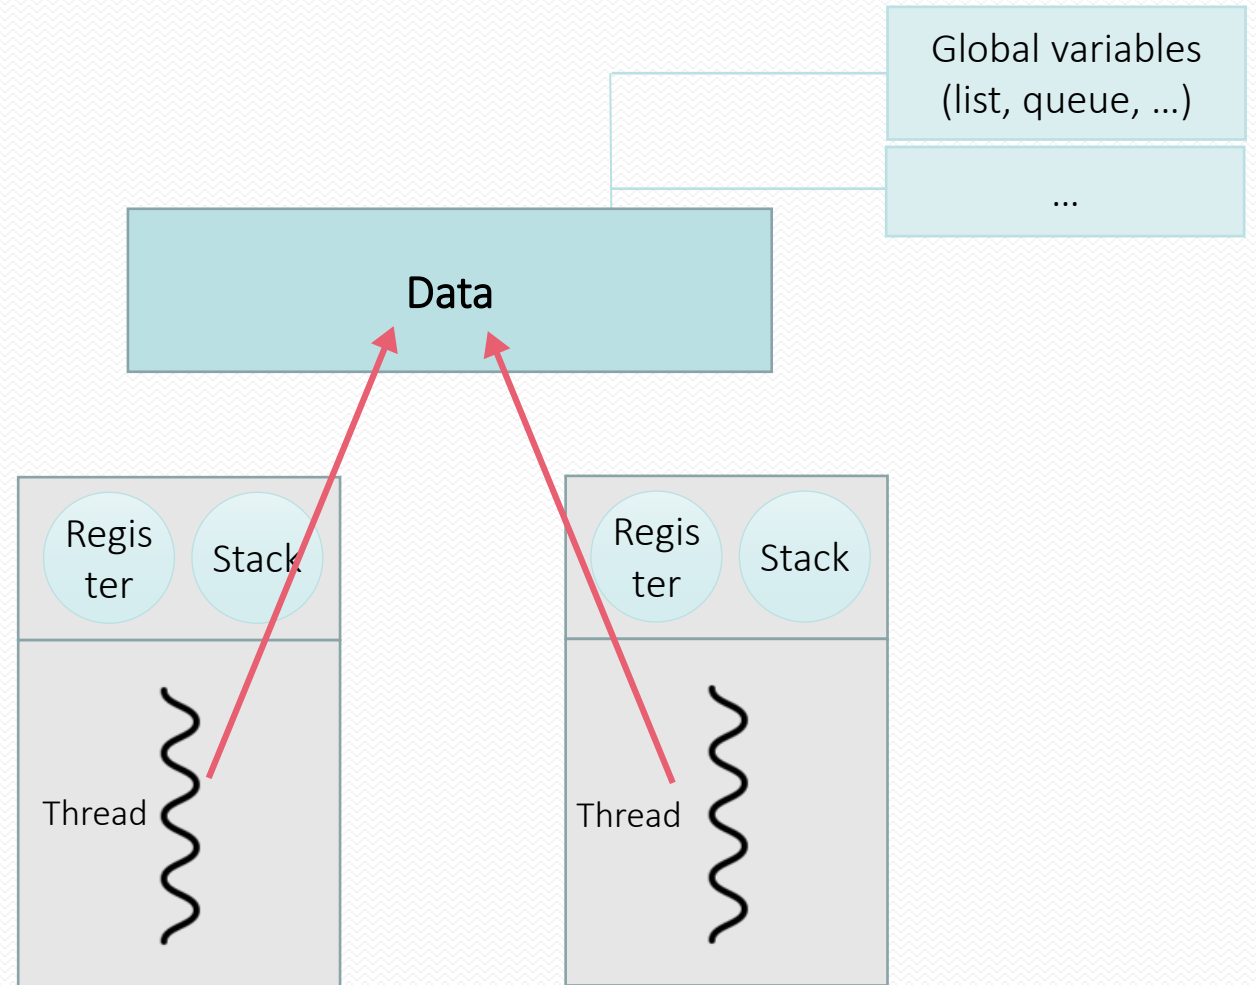 Global variables
(list, queue, ...)
...
Data
Regis
ter
Stack
Regis
ter
Stack
Thread
Thread